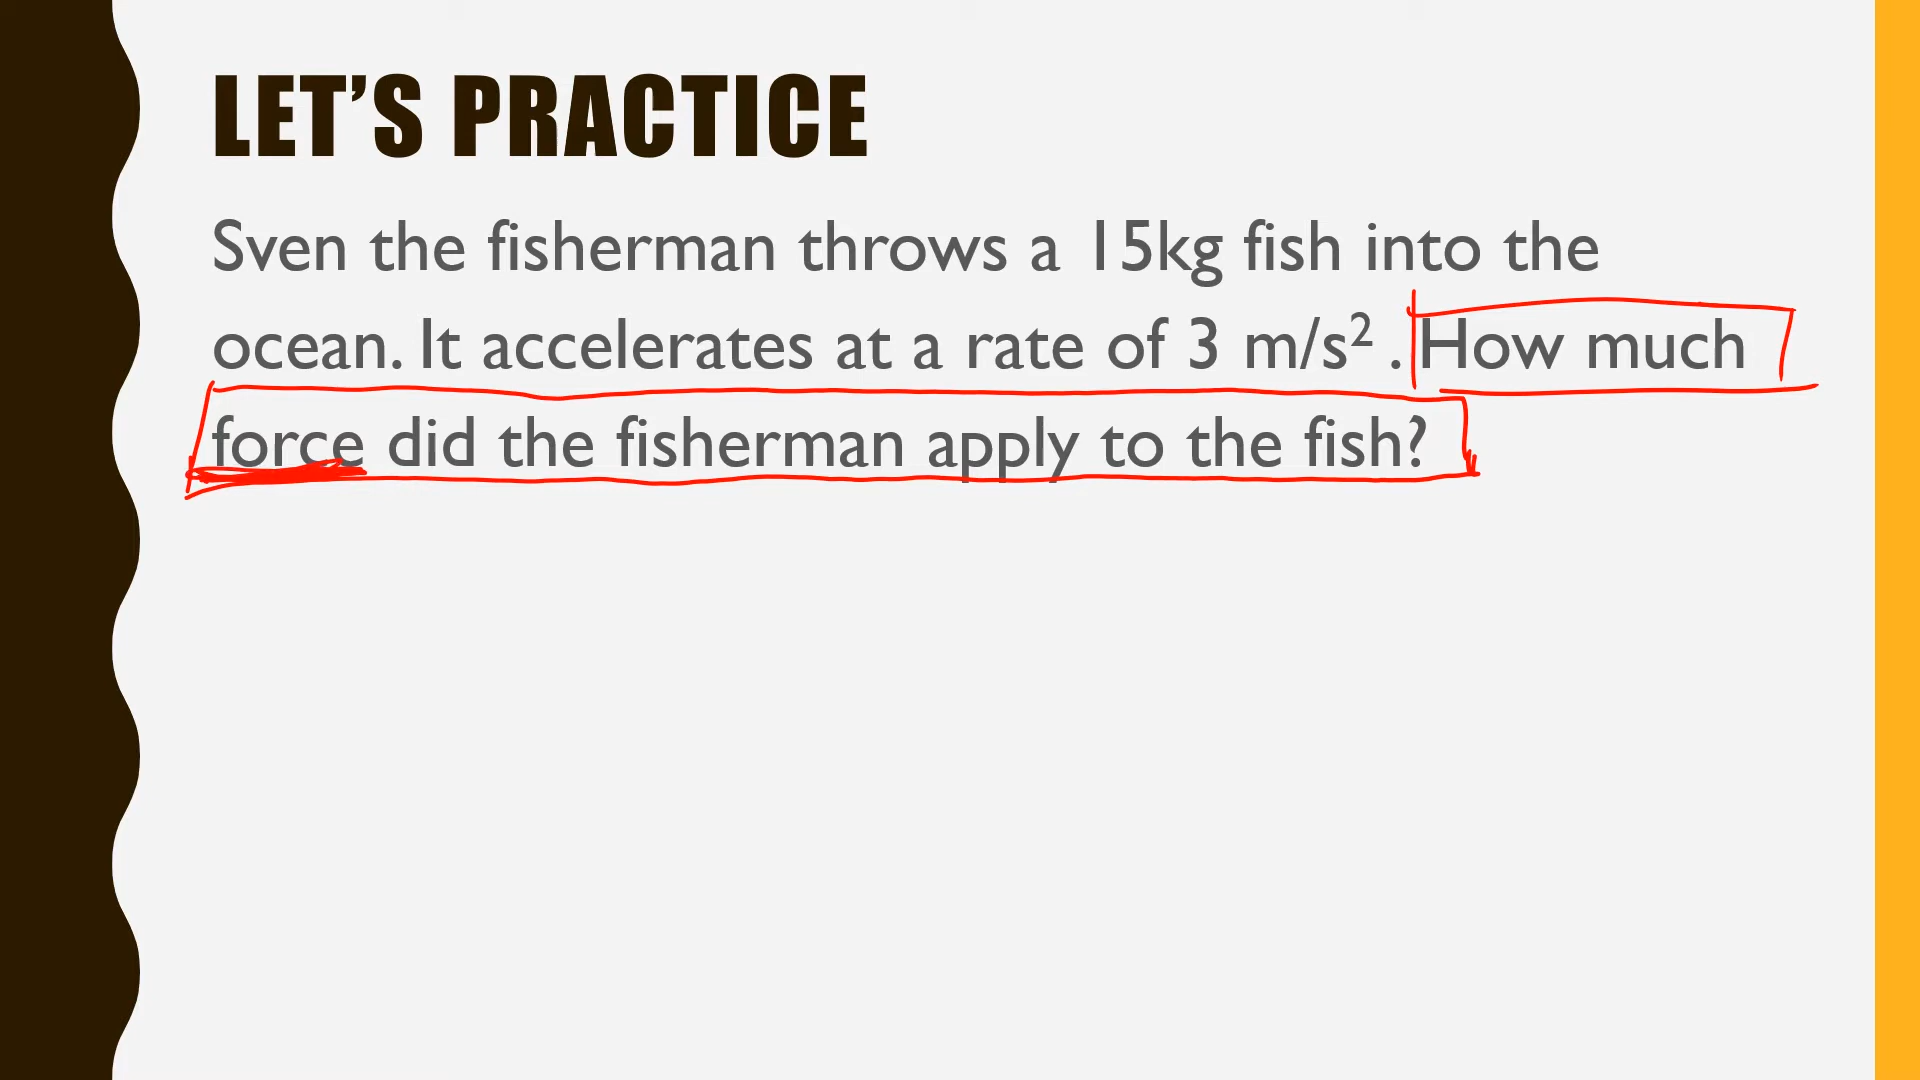 LET'S PRACTICE
Sven the fisherman throws a 15kg fish into the
ocean. It accelerates at a rate of 3 m/s² . How much
force did the fisherman apply to the fish?